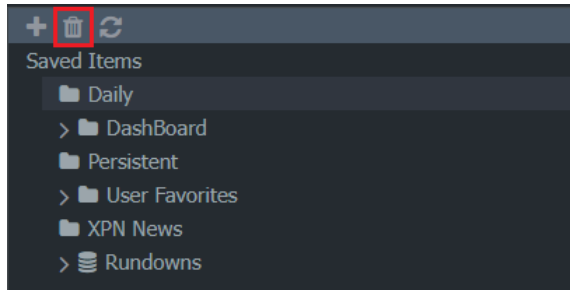 Saved Items
Daily
DashBoard
Persistent
User Favorites
XPN News
Rundowns